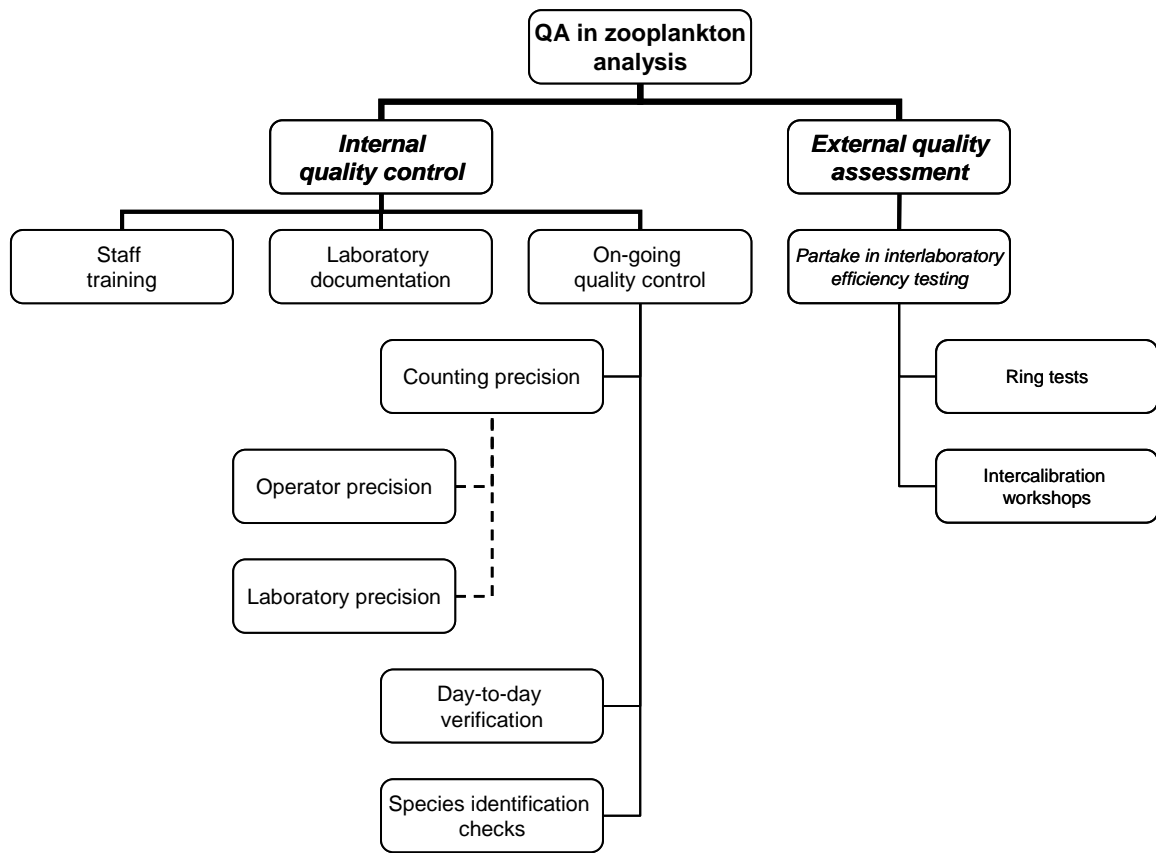 QA in zooplankton
analysis
Internal
quality control
External quality
assessment
Staff
training
Laboratory
documentation
On-going
quality control
Partake in interlaboratory
efficiency testing
Counting precision
Ring tests
Operator precision
Intercalibration
workshops
Laboratory precision
Day-to-day
verification
Species identification
checks